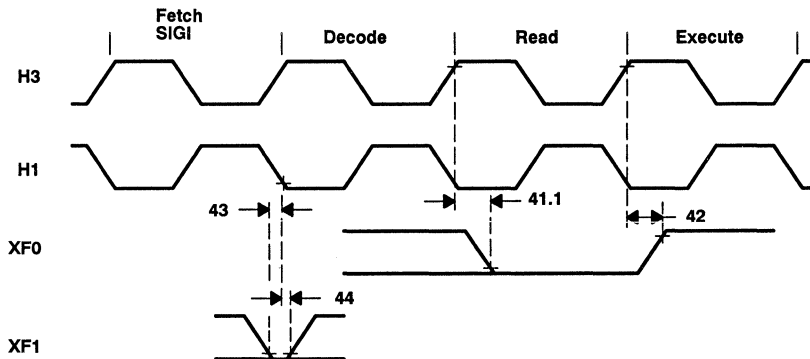 Fetch
SIGI
Decode
Read
Execute
H3
H1
43
41.1
42
XF0
44
XF1